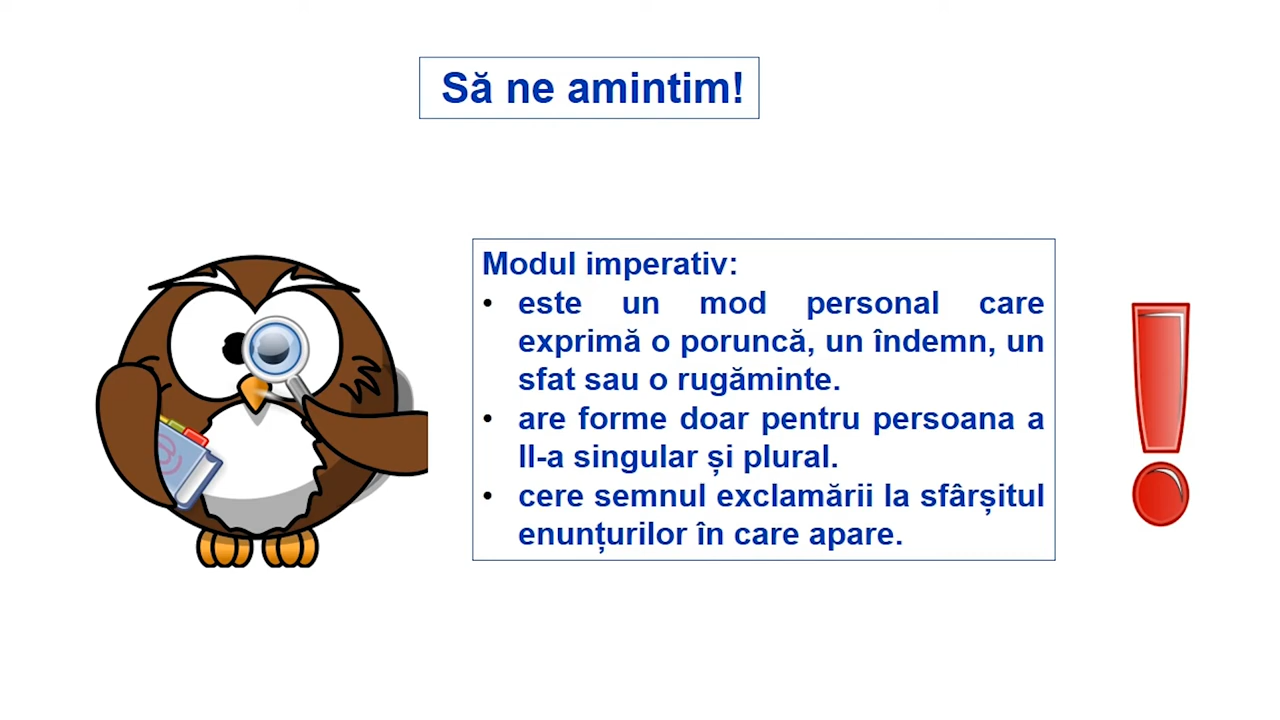 Să ne amintim!
Modul imperativ:
• este un mod personal care
exprimă o poruncă, un îndemn, un
sfat sau o rugăminte.
• are forme doar pentru persoana a
II-a singular și plural.
• cere semnul exclamării la sfârșitul
enunțurilor în care apare.